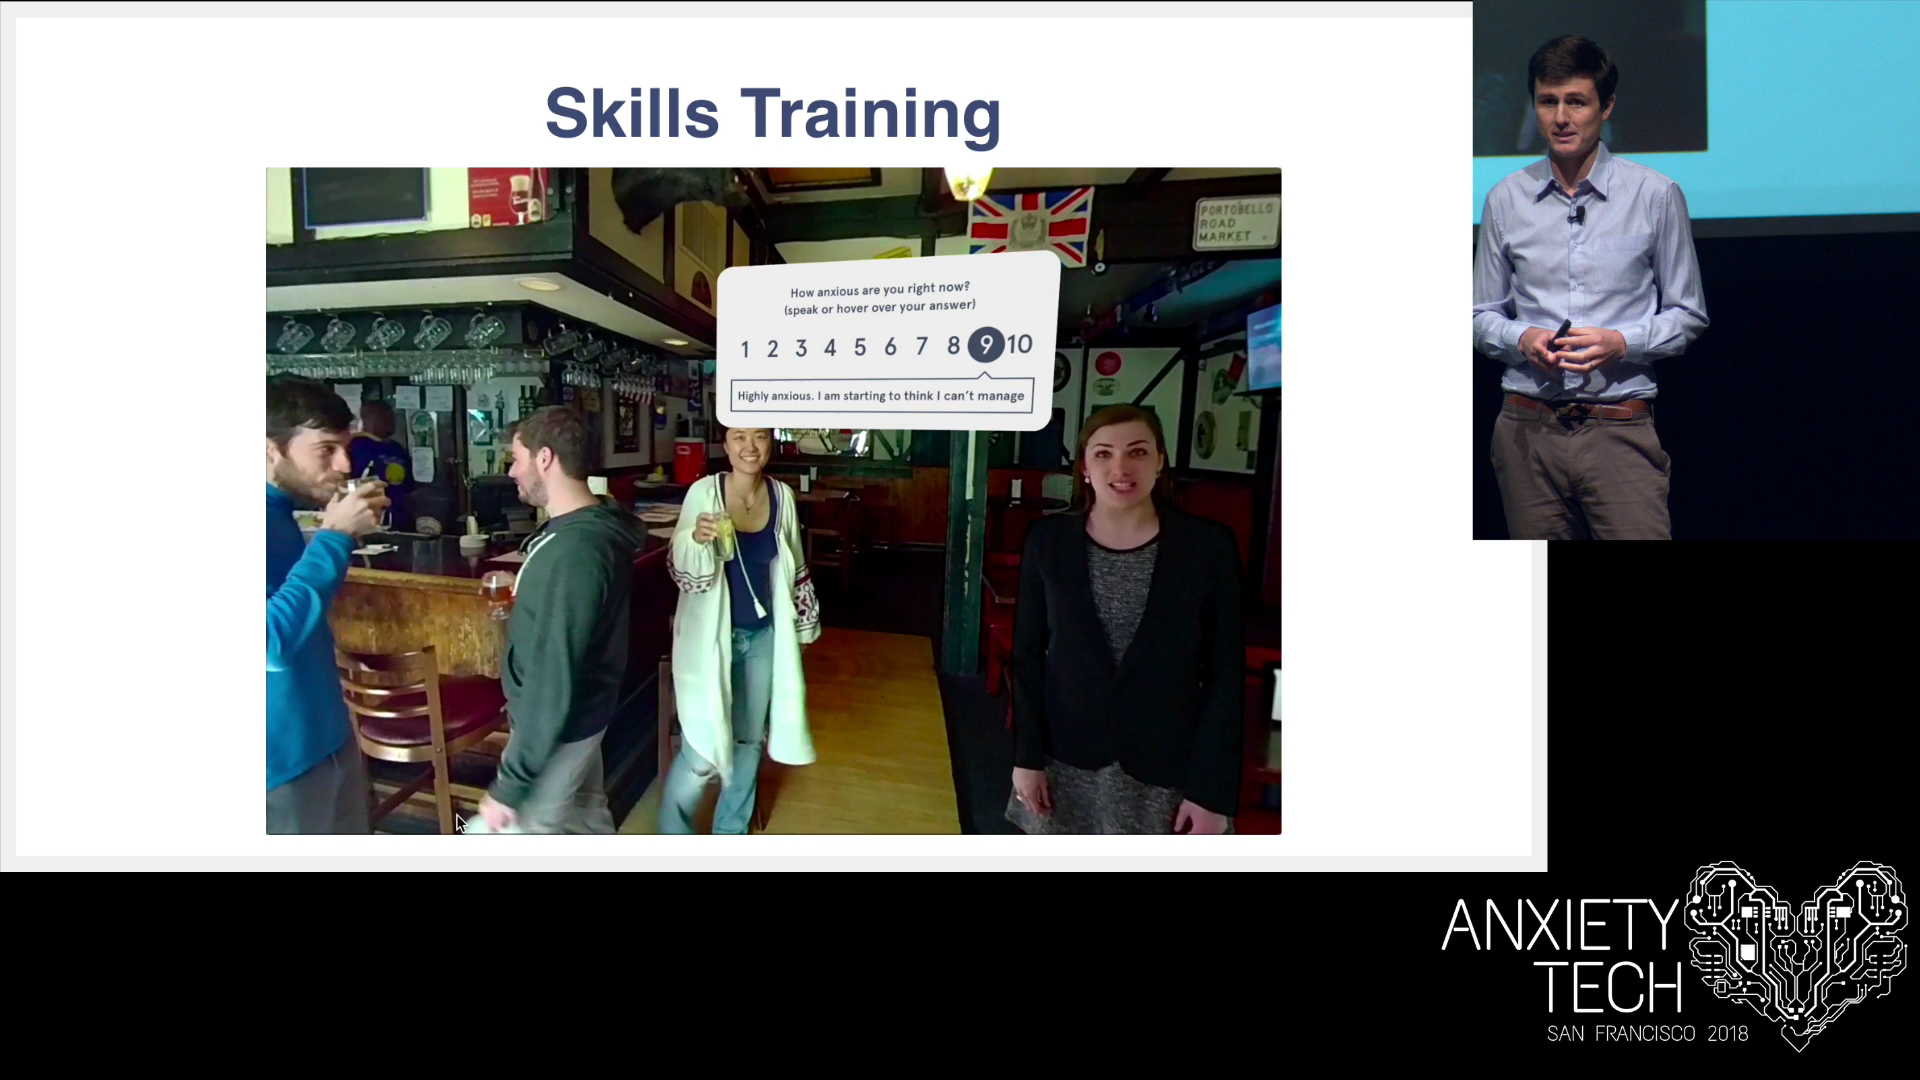 Skills Training
PORTOBELLO
ROAD
MARKET
How anxious are you right now?
(speak or hover over your answer)
1 2 3 4 5 6 7 8 9 10
Highly anxious. I am starting to think I can't manage
ANXIETY
TECH
SAN FRANCISCO 2018